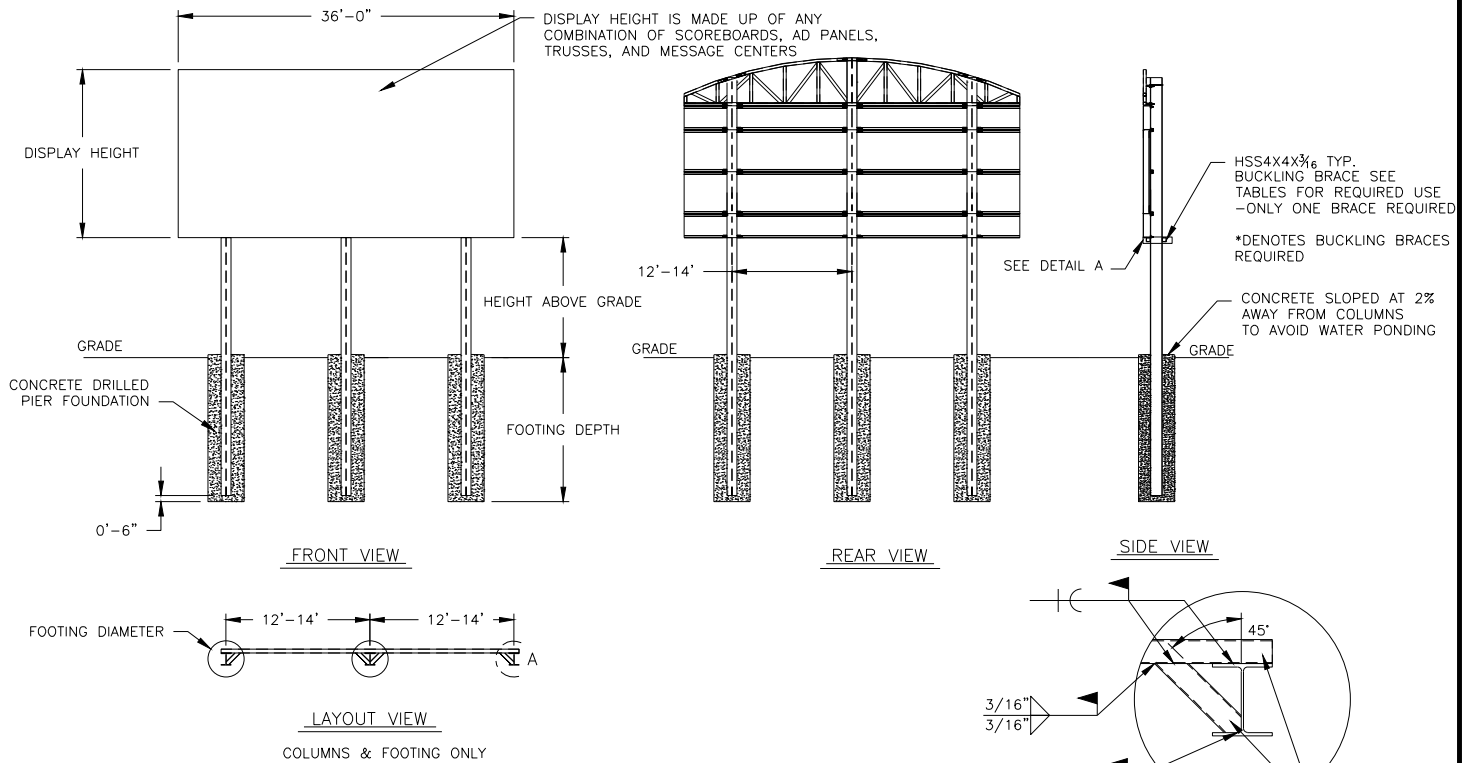 36'-0"
DISPLAY HEIGHT IS MADE UP OF ANY
COMBINATION OF SCOREBOARDS, AD PANELS,
TRUSSES, AND MESSAGE CENTERS
DISPLAY HEIGHT
HSS4X4X3/16 TYP.
BUCKLING BRACE SEE
TABLES FOR REQUIRED USE
-ONLY ONE BRACE REQUIRED
*DENOTES BUCKLING BRACES
REQUIRED
12'-14'
SEE DETAIL A
HEIGHT ABOVE GRADE
CONCRETE SLOPED AT 2%
AWAY FROM COLUMNS
TO AVOID WATER PONDING
GRADE
GRADE
GRADE
CONCRETE DRILLED
PIER FOUNDATION
FOOTING DEPTH
0'-6"
FRONT VIEW
REAR VIEW
SIDE VIEW
12'-14'
12'-14'
FOOTING DIAMETER
A
45°
3/16"
3/16"
LAYOUT VIEW
COLUMNS & FOOTING ONLY